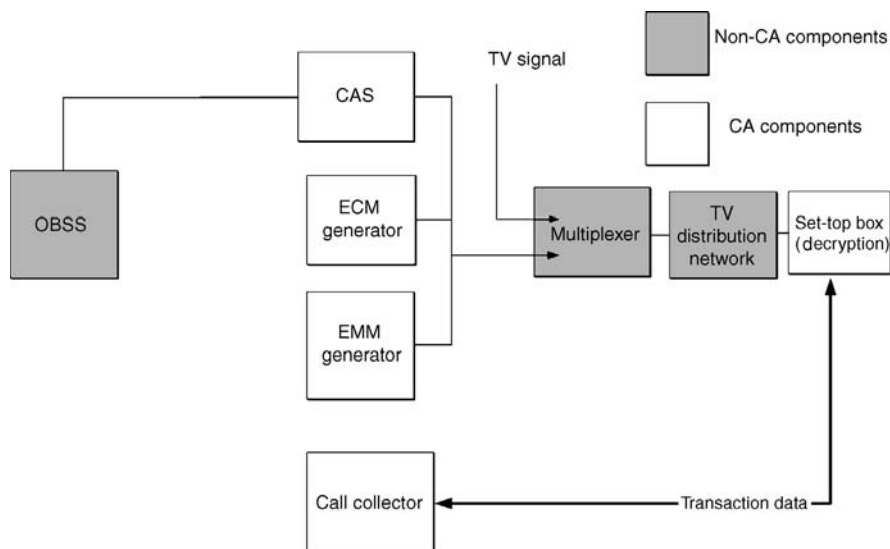 Non-CA components
TV signal
CAS
CA components
OBSS
ECM
generator
Multiplexer
TV
distribution
network
Set-top box
(decryption)
EMM
generator
Call collector
Transaction data